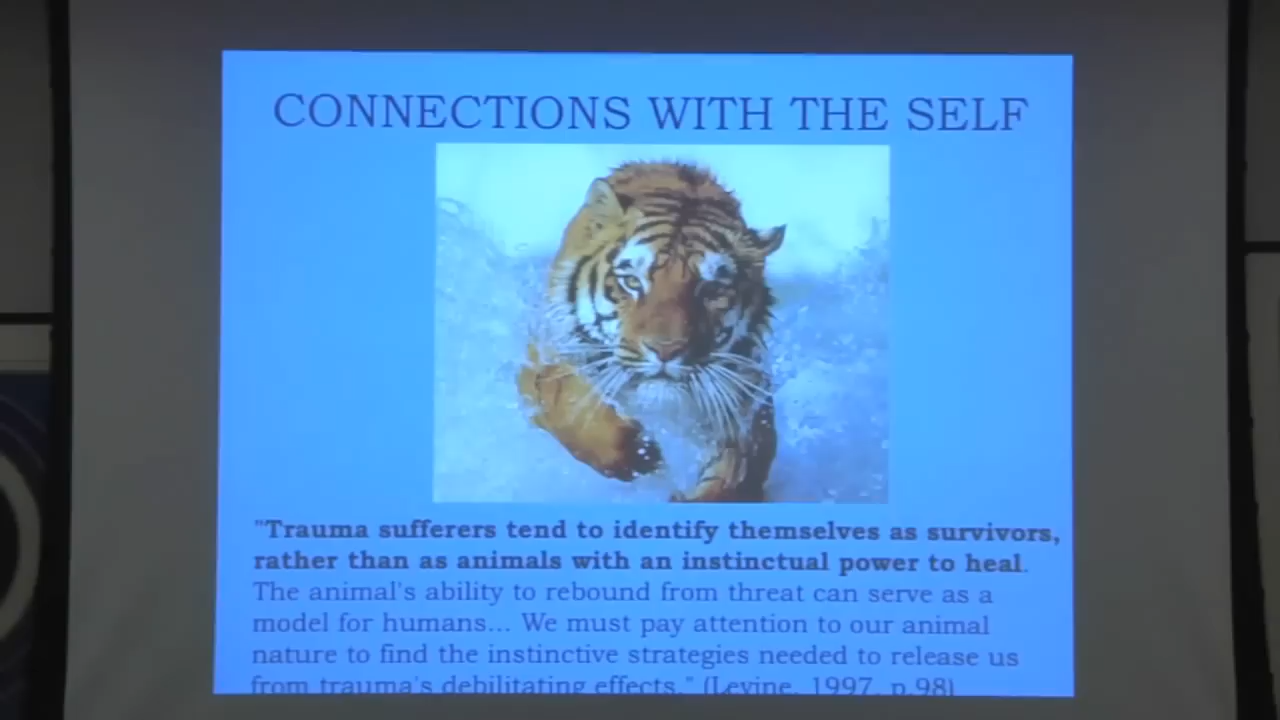 CONNECTIONS WITH THE SELF
"Trauma sufferers tend to identify themselves as survivors,
rather than as animals with an instinctual power to heal.
The animal's ability to rebound from threat can serve as a
model for humans... We must pay attention to our animal
nature to find the instinctive strategies needed to release us
from trauma's debilitating effects." (Levine, 1997, p.98)